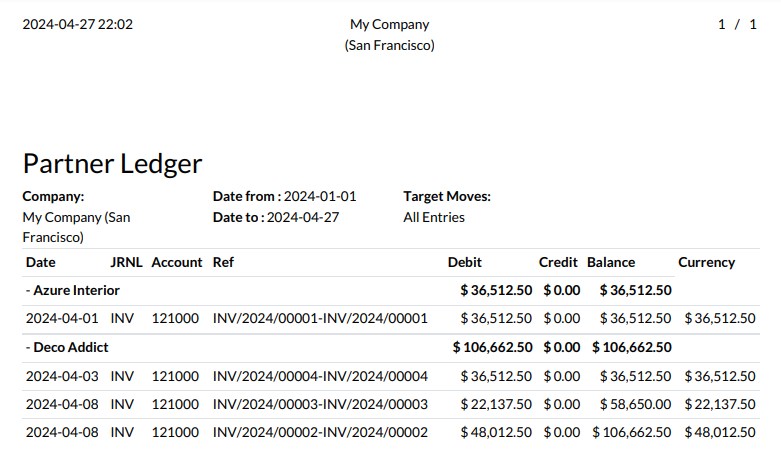 2024-04-27 22:02 My Company 1 / 1
(San Francisco)
Partner Ledger
Company: Date from : 2024-01-01 Target Moves:
My Company (San Date to : 2024-04-27 All Entries
Francisco)
Date JRNL Account Ref Debit Credit Balance Currency
- Azure Interior $ 36,512.50 $ 0.00 $ 36,512.50
2024-04-01 INV 121000 INV/2024/00001-INV/2024/00001 $ 36,512.50 $ 0.00 $ 36,512.50 $ 36,512.50
- Deco Addict $ 106,662.50 $ 0.00 $ 106,662.50
2024-04-03 INV 121000 INV/2024/00004-INV/2024/00004 $ 36,512.50 $ 0.00 $ 36,512.50 $ 36,512.50
2024-04-08 INV 121000 INV/2024/00003-INV/2024/00003 $ 22,137.50 $ 0.00 $ 58,650.00 $ 22,137.50
2024-04-08 INV 121000 INV/2024/00002-INV/2024/00002 $ 48,012.50 $ 0.00 $ 106,662.50 $ 48,012.50